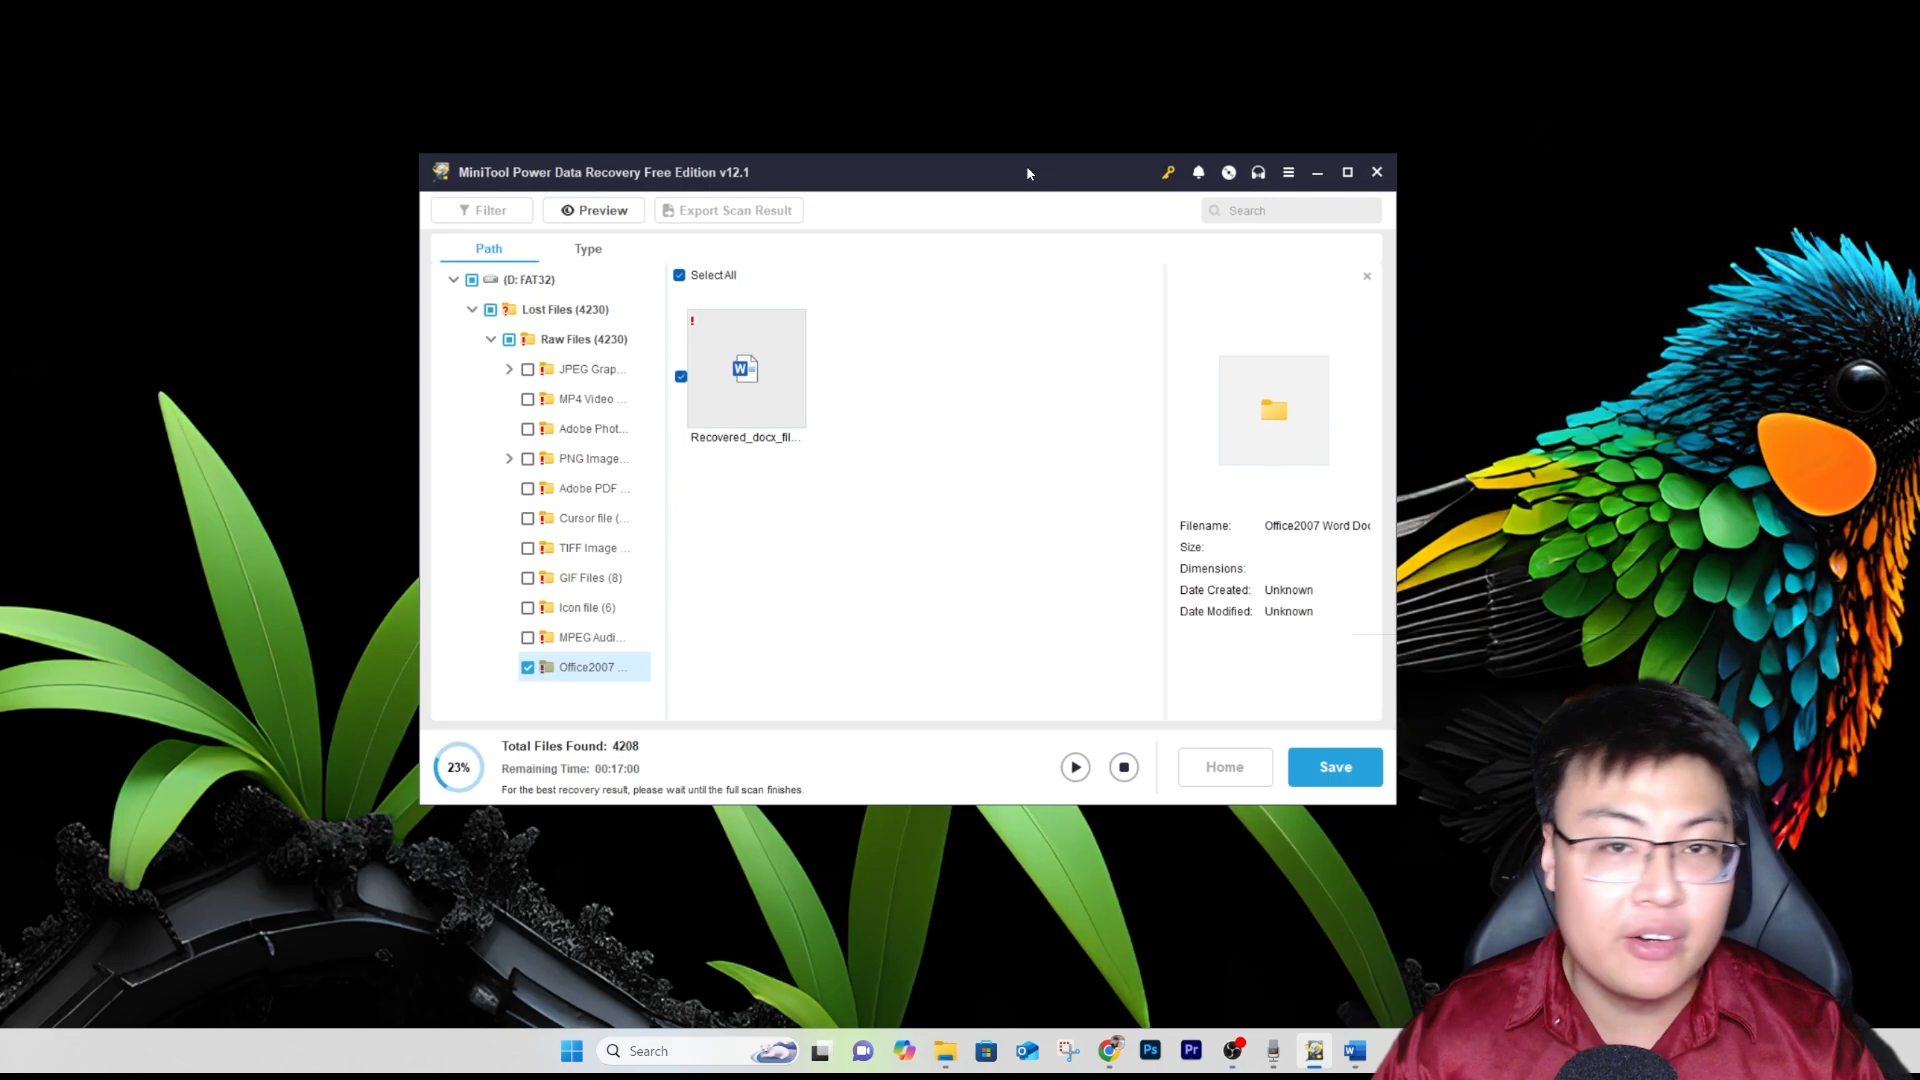 MiniTool Power Data Recovery Free Edition v12.1
Filter
Preview
Export Scan Result
Search
Path
Type
(D: FAT32)
Lost Files (4230)
Raw Files (4230)
JPEG Grap...
MP4 Video ...
Adobe Phot...
PNG Image...
Adobe PDF ...
Cursor file (...
TIFF Image ...
GIF Files (8)
Icon file (6)
MPEG Audi...
Office2007 ...
Select All
W
Recovered_docx_fil...
Filename: Office2007 Word Doc
Size:
Dimensions:
Date Created: Unknown
Date Modified: Unknown
23%
Total Files Found: 4208
Remaining Time: 00:17:00
For the best recovery result, please wait until the full scan finishes.
Home
Save
Search
Ps
Pr
W